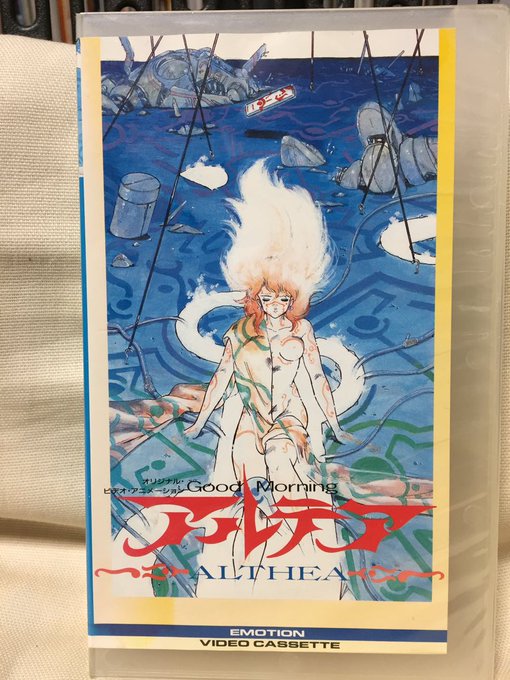 オリジナル・
ビデオ・アニメーション
Good Morning
アルテア
ALTHEA
EMOTION
VIDEO CASSETTE